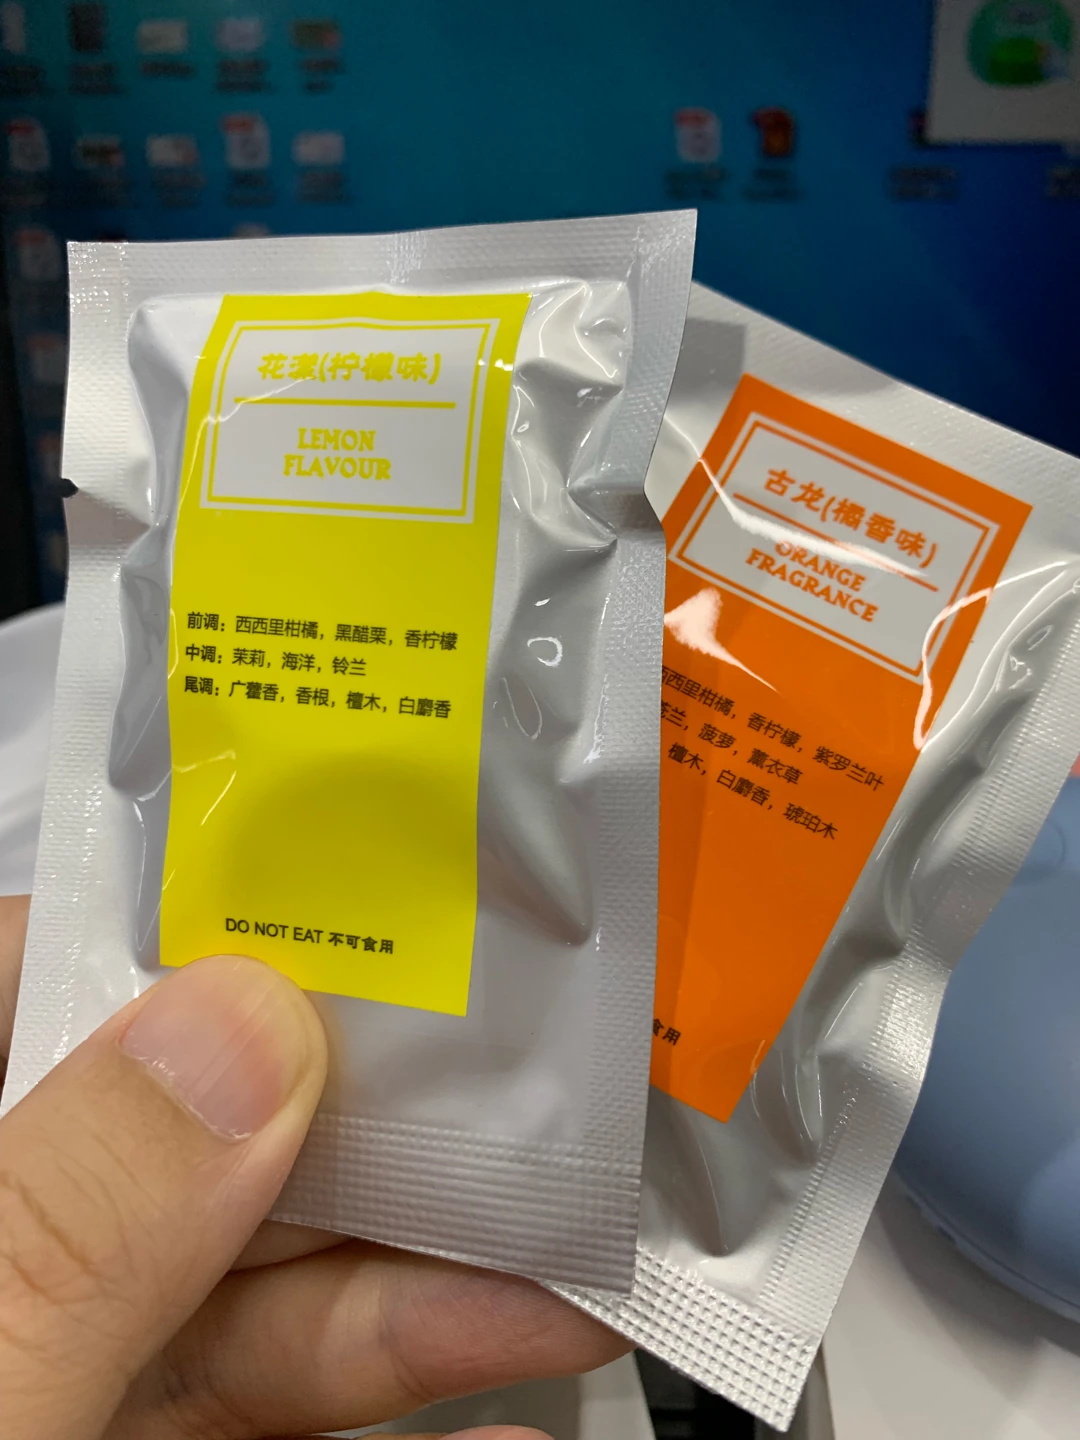 花漾(柠檬味)
LEMON
FLAVOUR
前调：西西里柑橘，黑醋栗，香柠檬
中调：茉莉，海洋，铃兰
尾调：广藿香，香根，檀木，白麝香
DO NOT EAT 不可食用
古龙(橘香味)
ORANGE
FRAGRANCE
西西里柑橘，香柠檬，紫罗兰叶
兰，菠萝，薰衣草
檀木，白麝香，琥珀木
食用